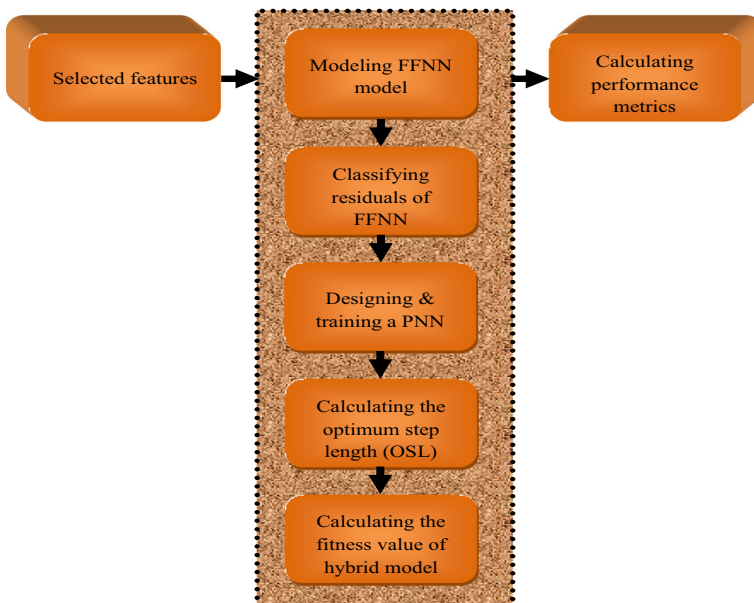 Selected features
Modeling FFNN
model
Calculating
performance
metrics
Classifying
residuals of
FFNN
Designing &
training a PNN
Calculating the
optimum step
length (OSL)
Calculating the
fitness value of
hybrid model